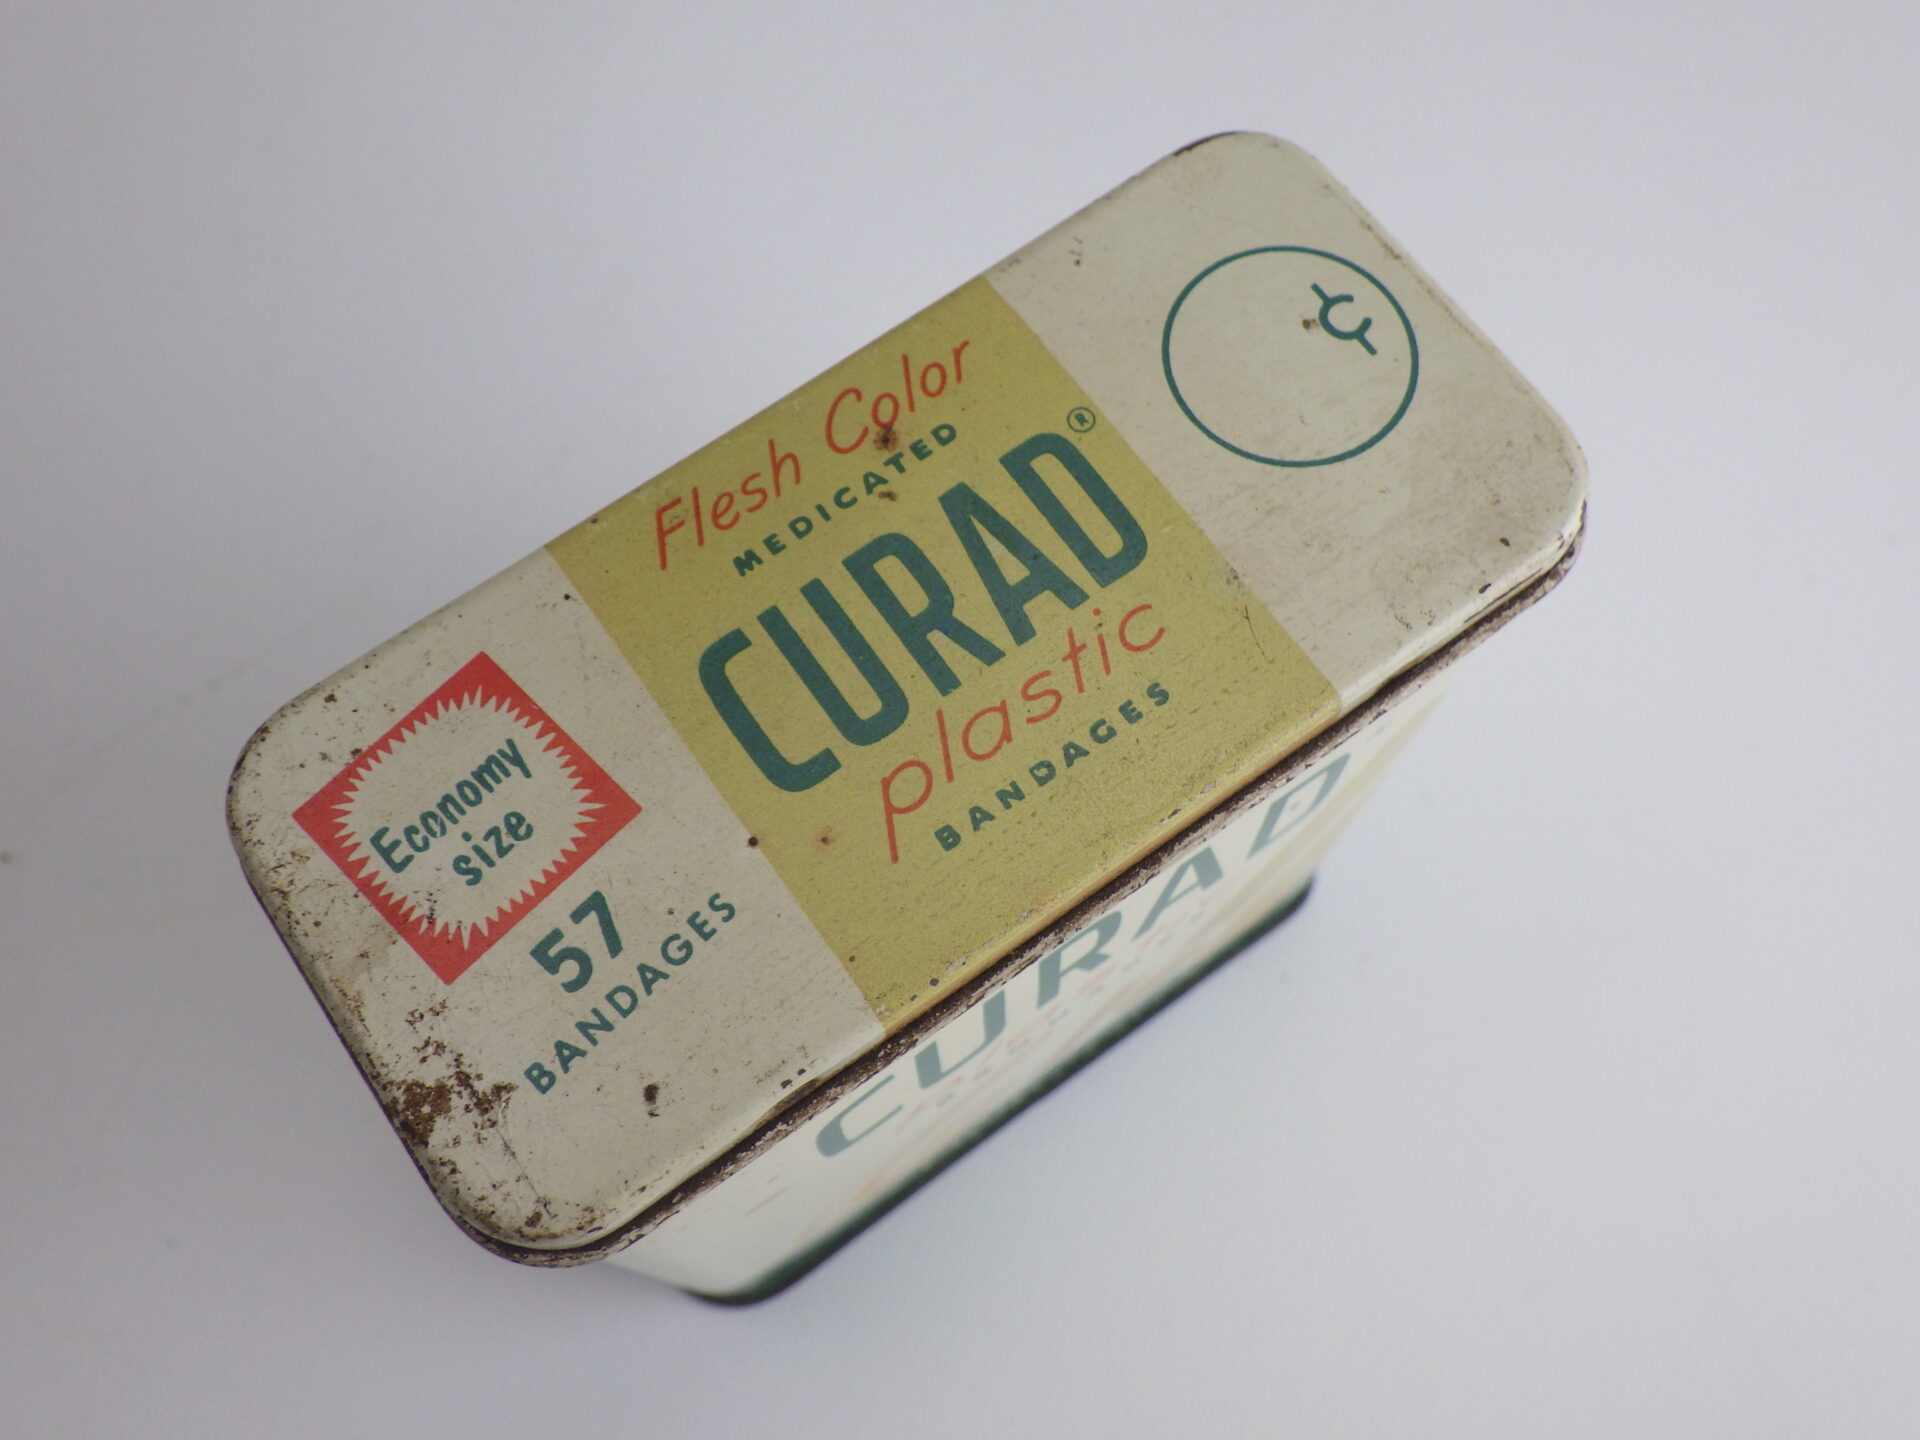 Economy
size
57
BANDAGES
Flesh Color
MEDICATED
CURAD®
plastic
BANDAGES
¢
CURAD